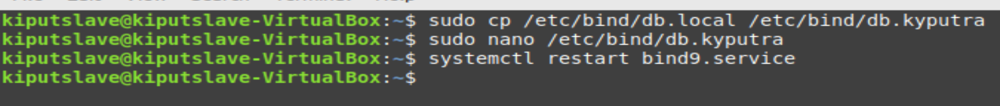 kiputslave@kiputslave-VirtualBox:~$ sudo cp /etc/bind/db.local /etc/bind/db.kyputra
kiputslave@kiputslave-VirtualBox:~$ sudo nano /etc/bind/db.kyputra
kiputslave@kiputslave-VirtualBox:~$ systemctl restart bind9.service
kiputslave@kiputslave-VirtualBox:~$